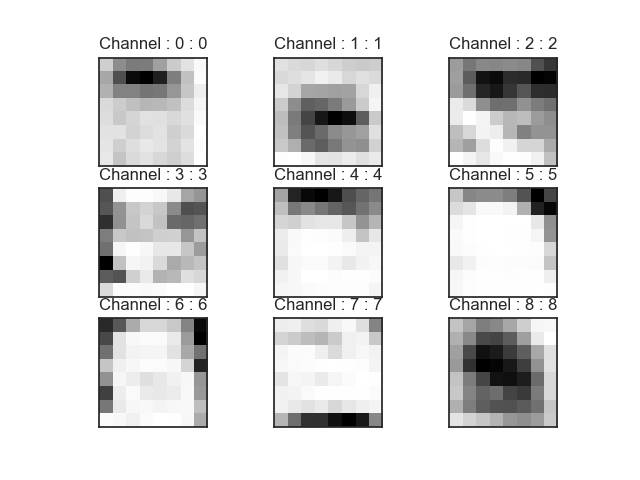 Channel : 0 : 0
Channel : 1 : 1
Channel : 2 : 2
Channel : 3 : 3
Channel : 4 : 4
Channel : 5 : 5
Channel : 6 : 6
Channel : 7 : 7
Channel : 8 : 8